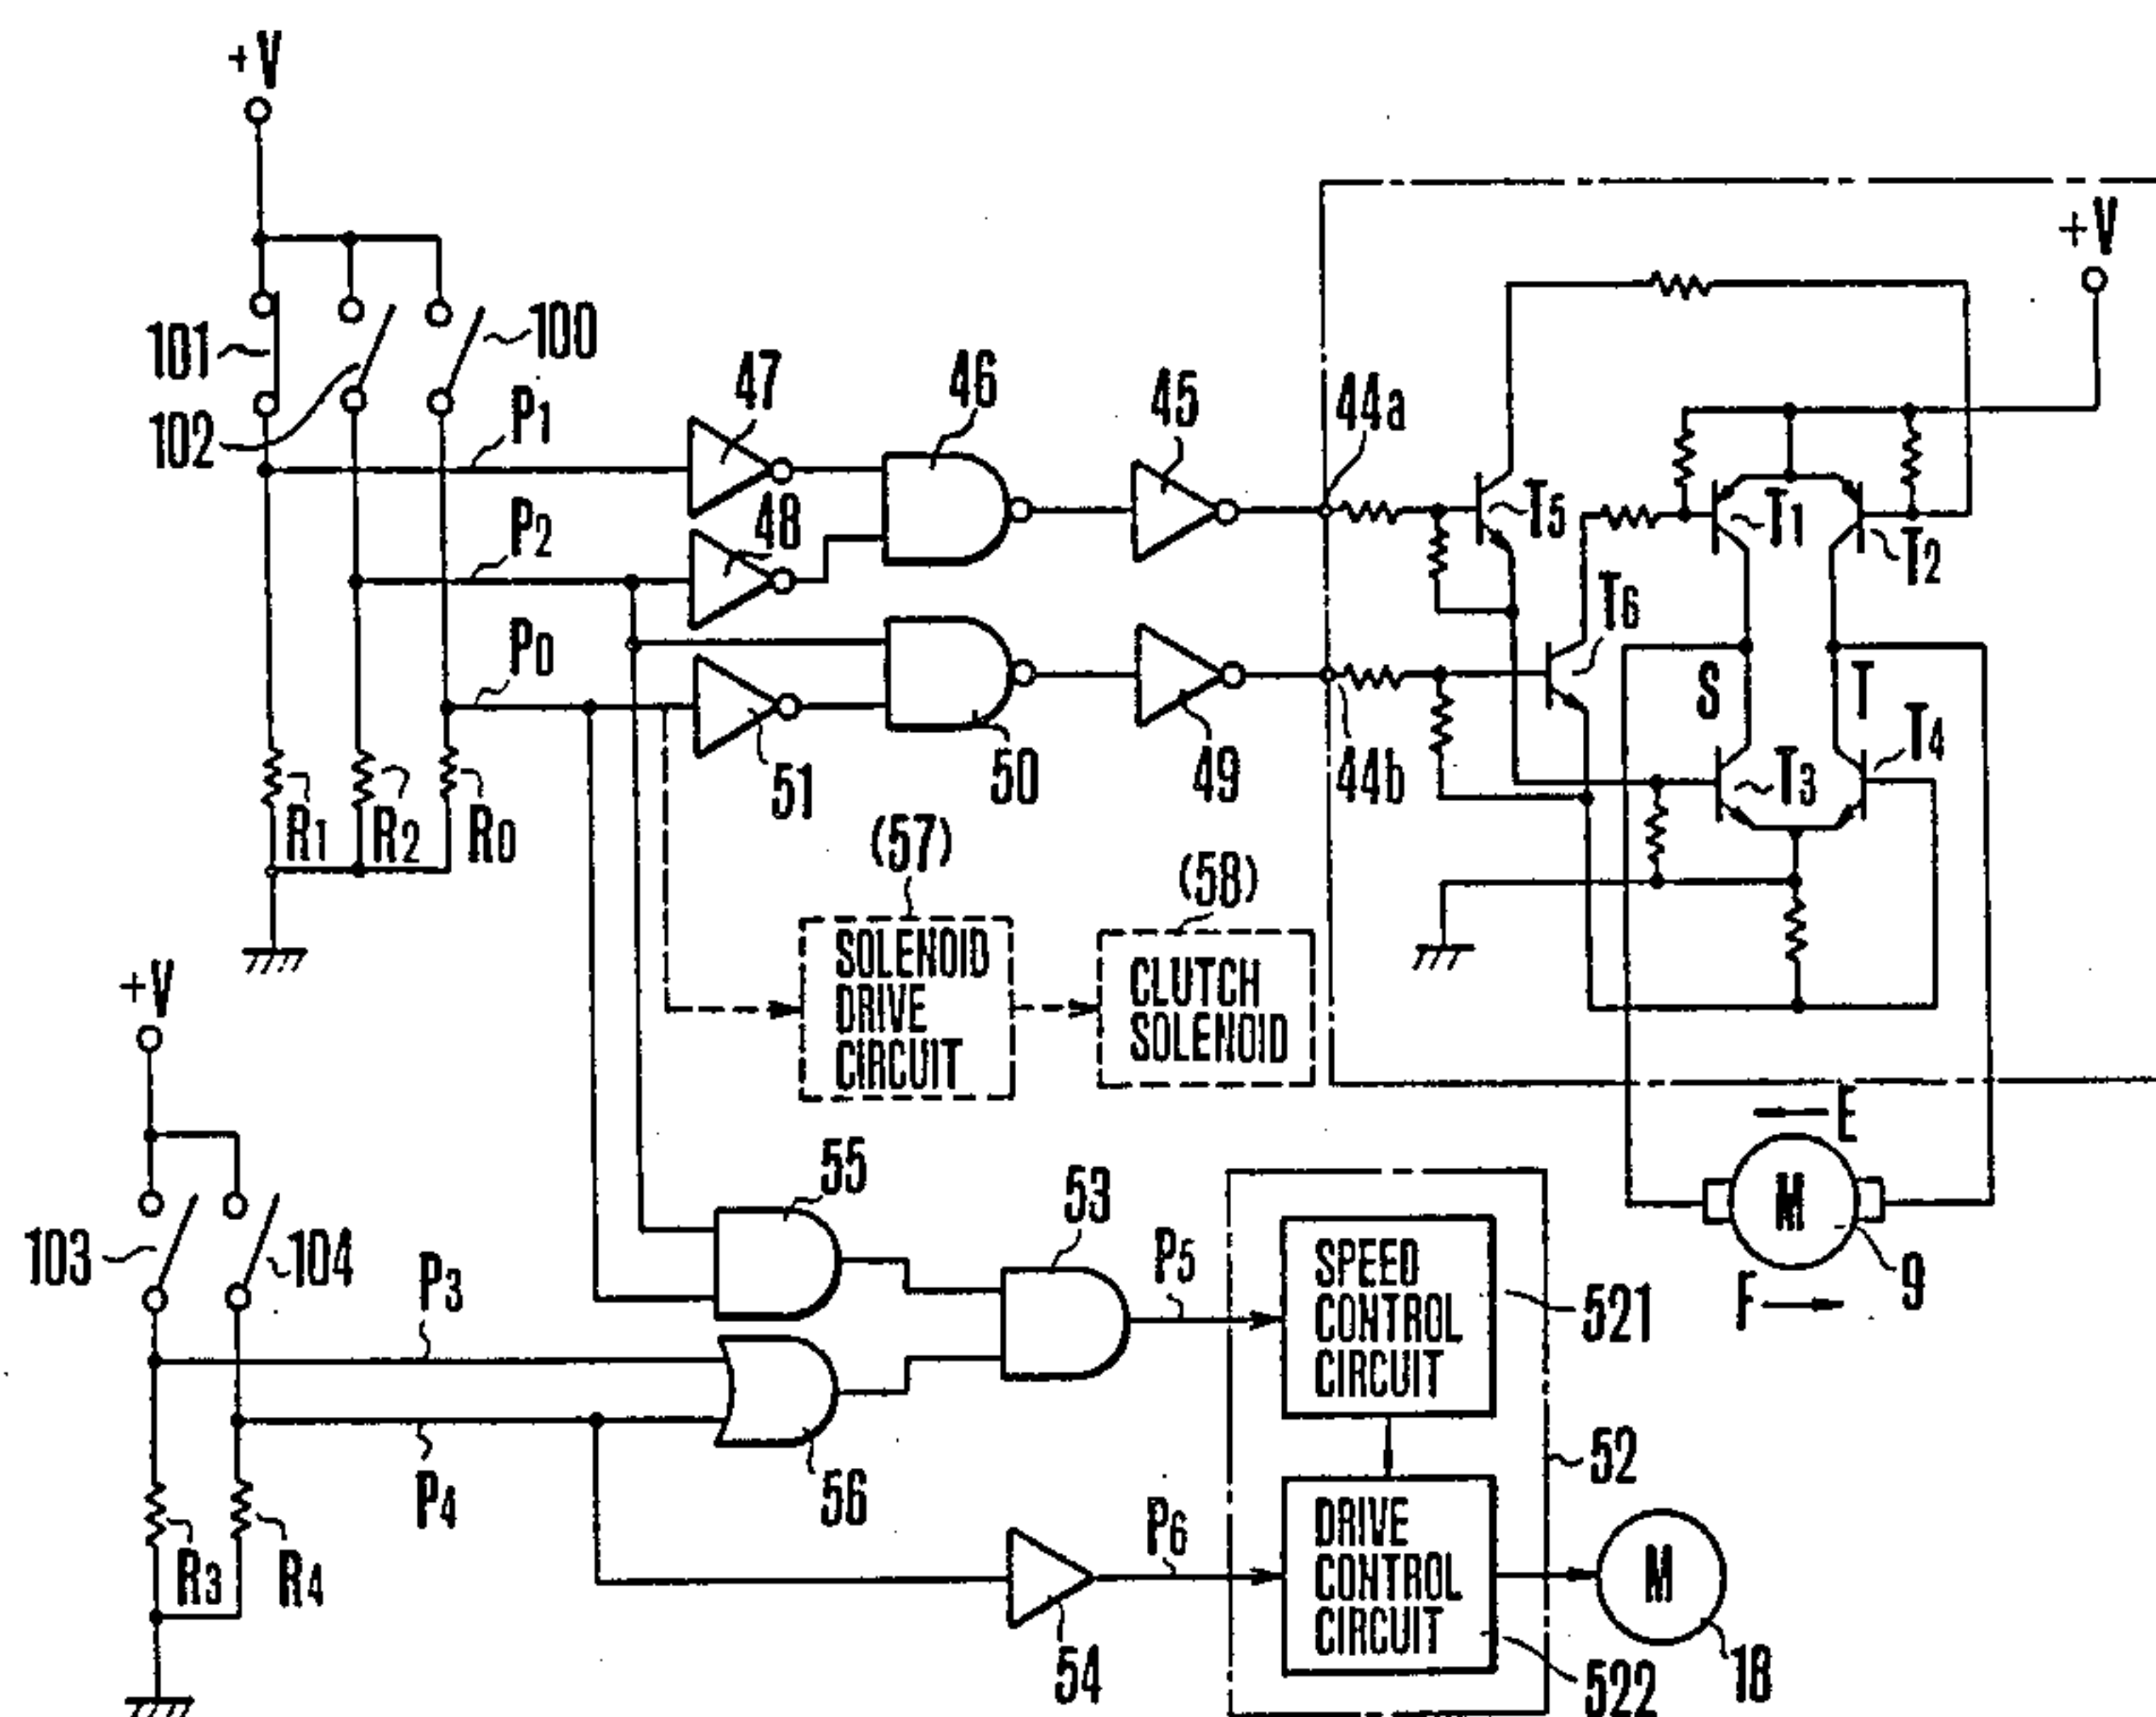 +V
+V
101
102
100
P1
47
46
45
44a
T5
T1
T2
P2
48
T6
P0
S
T
T4
51
50
49
44b
T3
R1
R2
R0
(57)
(58)
SOLENOID
DRIVE
CIRCUIT
CLUTCH
SOLENOID
+V
E
55
53
P5
M
9
F
103
104
P3
SPEED
CONTROL
CIRCUIT
521
P4
56
52
R3
R4
P6
DRIVE
CONTROL
CIRCUIT
M
54
522
18